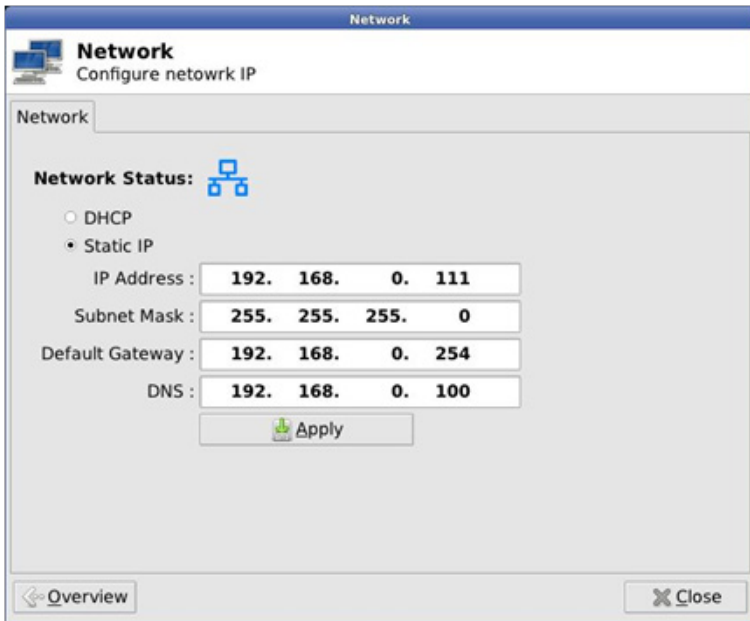 Network
Network
Configure netowrk IP
Network
Network Status:
DHCP
Static IP
IP Address : 192. 168. 0. 111
Subnet Mask : 255. 255. 255. 0
Default Gateway : 192. 168. 0. 254
DNS : 192. 168. 0. 100
Apply
Overview Close